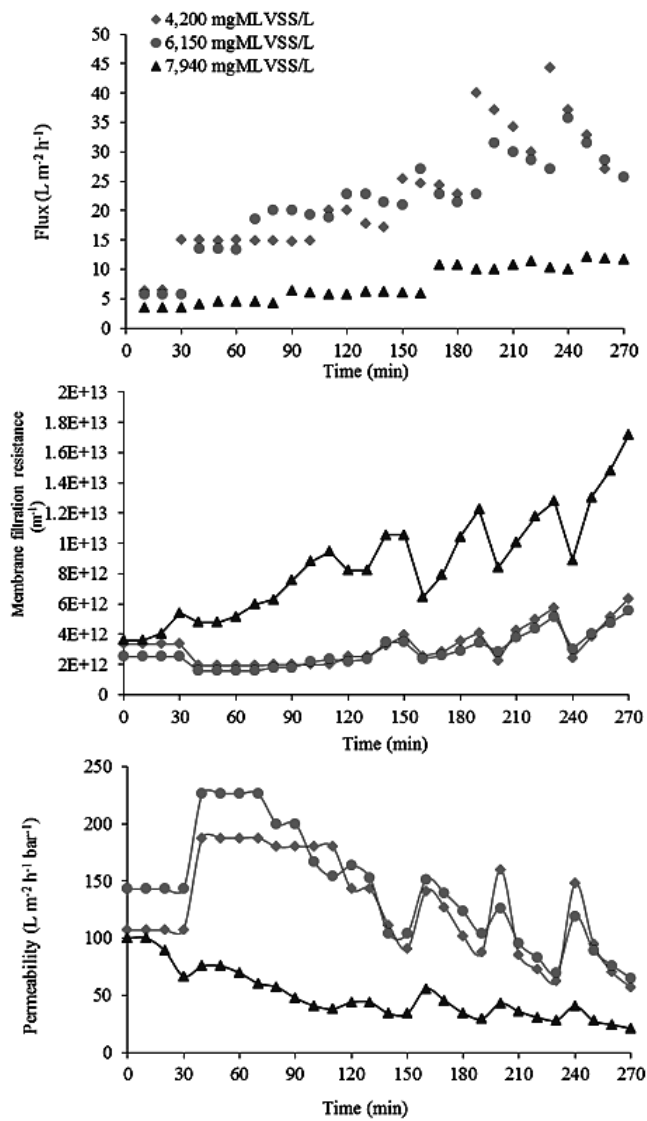 4,200 mgMLVSS/L
6,150 mgMLVSS/L
7,940 mgMLVSS/L
50
45
40
35
30
25
20
15
10
5
0
Flux (L m⁻² h⁻¹)
0 30 60 90 120 150 180 210 240 270
Time (min)
2E+13
1.8E+13
1.6E+13
1.4E+13
1.2E+13
1E+13
8E+12
6E+12
4E+12
2E+12
0
Membrane filtration resistance
(m⁻¹)
0 30 60 90 120 150 180 210 240 270
Time (min)
250
200
150
100
50
0
Permeability (L m⁻² h⁻¹ bar⁻¹)
0 30 60 90 120 150 180 210 240 270
Time (min)